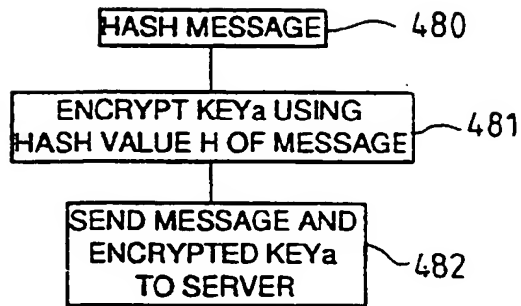 HASH MESSAGE
480
ENCRYPT KEYa USING
HASH VALUE H OF MESSAGE
481
SEND MESSAGE AND
ENCRYPTED KEYa
TO SERVER
482